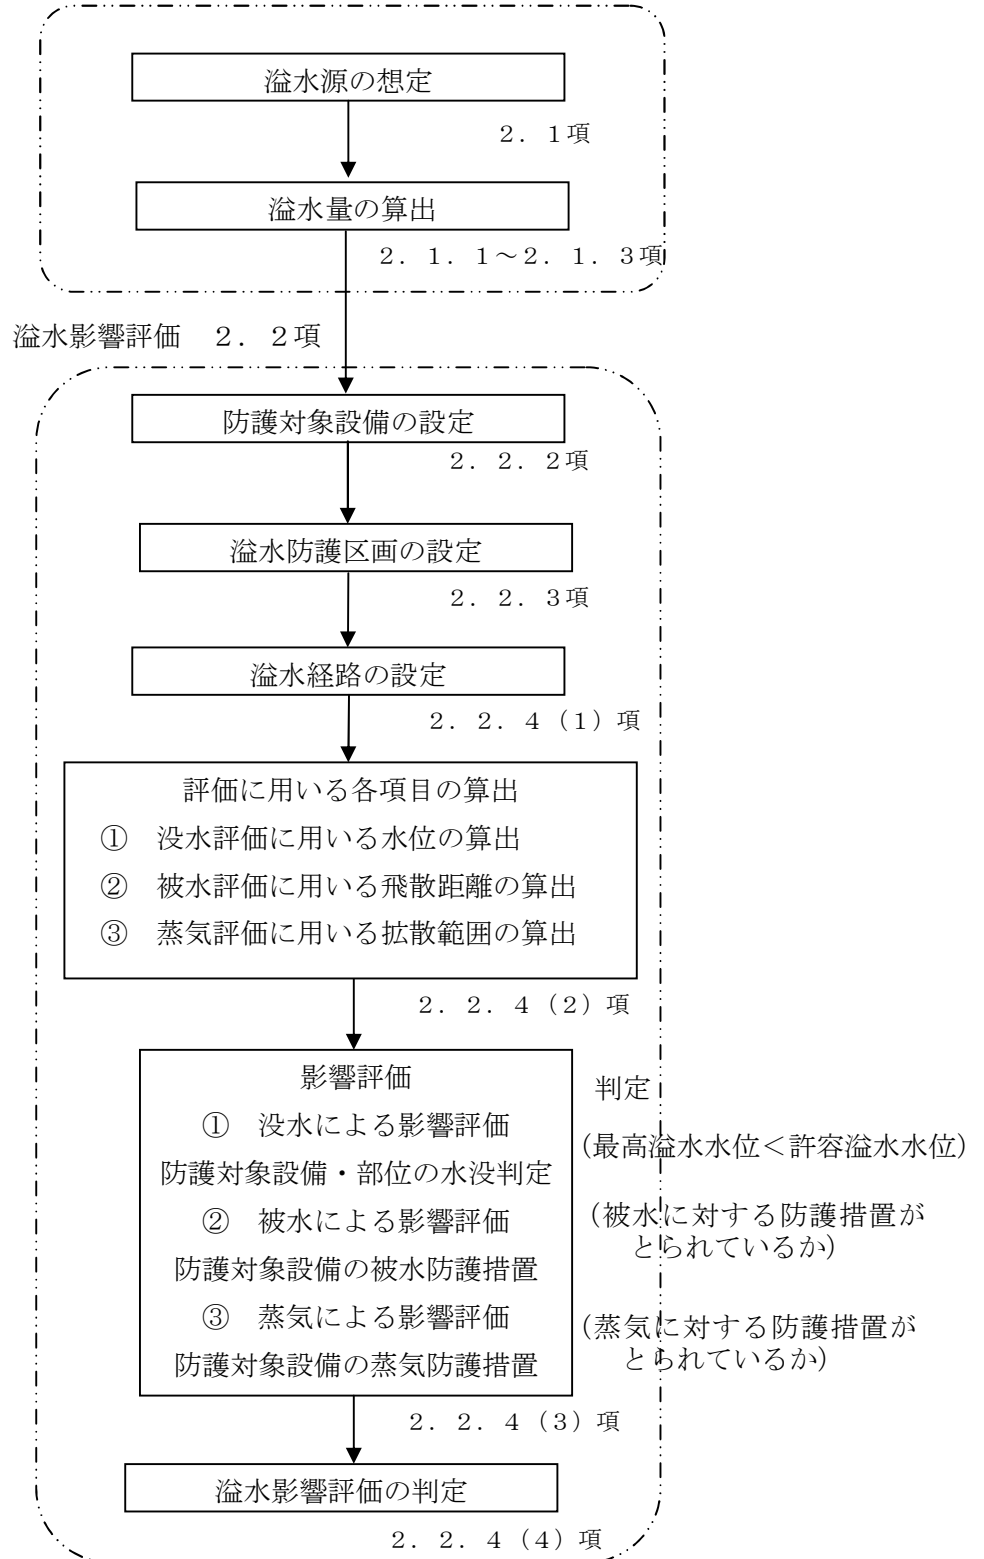 溢水源の想定
２．１項
溢水量の算出
２．１．１～２．１．３項
溢水影響評価　２．２項
防護対象設備の設定
２．２．２項
溢水防護区画の設定
２．２．３項
溢水経路の設定
２．２．４（１）項
評価に用いる各項目の算出
①　没水評価に用いる水位の算出
②　被水評価に用いる飛散距離の算出
③　蒸気評価に用いる拡散範囲の算出
２．２．４（２）項
影響評価
①　没水による影響評価
防護対象設備・部位の水没判定
②　被水による影響評価
防護対象設備の被水防護措置
③　蒸気による影響評価
防護対象設備の蒸気防護措置
判定
（最高溢水水位＜許容溢水水位）
（被水に対する防護措置が
とられているか）
（蒸気に対する防護措置が
とられているか）
２．２．４（３）項
溢水影響評価の判定
２．２．４（４）項